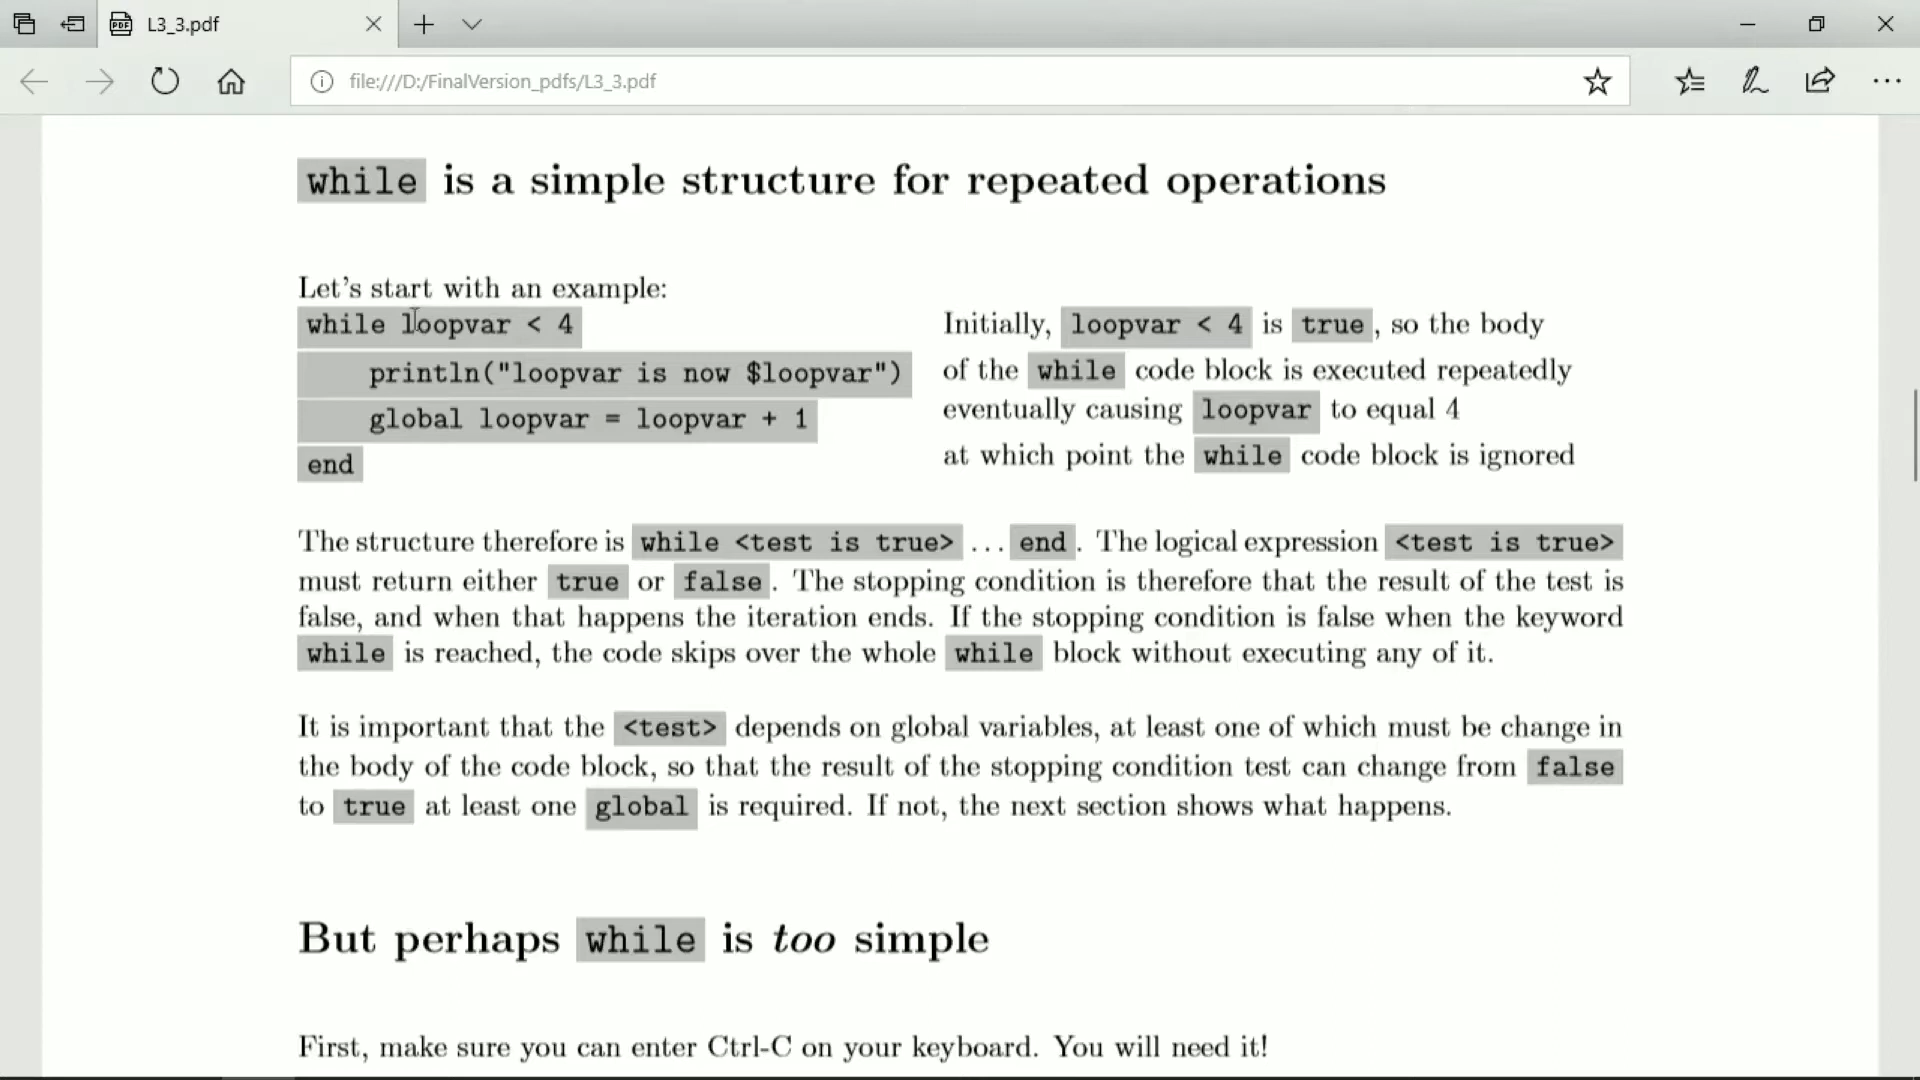 L3_3.pdf
file:///D:/FinalVersion_pdfs/L3_3.pdf
while is a simple structure for repeated operations
Let's start with an example:
while loopvar < 4
println("loopvar is now $loopvar")
global loopvar = loopvar + 1
end
Initially, loopvar < 4 is true, so the body
of the while code block is executed repeatedly
eventually causing loopvar to equal 4
at which point the while code block is ignored
The structure therefore is while <test is true> ... end. The logical expression <test is true>
must return either true or false. The stopping condition is therefore that the result of the test is
false, and when that happens the iteration ends. If the stopping condition is false when the keyword
while is reached, the code skips over the whole while block without executing any of it.
It is important that the <test> depends on global variables, at least one of which must be change in
the body of the code block, so that the result of the stopping condition test can change from false
to true at least one global is required. If not, the next section shows what happens.
But perhaps while is too simple
First, make sure you can enter Ctrl-C on your keyboard. You will need it!